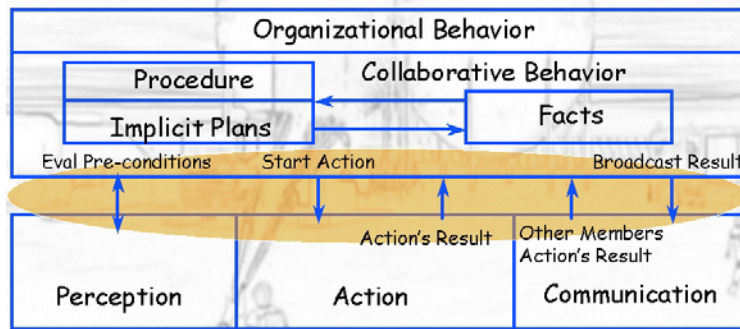 Organizational Behavior
Procedure
Collaborative Behavior
Implicit Plans
Facts
Eval Pre-conditions
Start Action
Broadcast Result
Action's Result
Other Members
Action's Result
Perception
Action
Communication